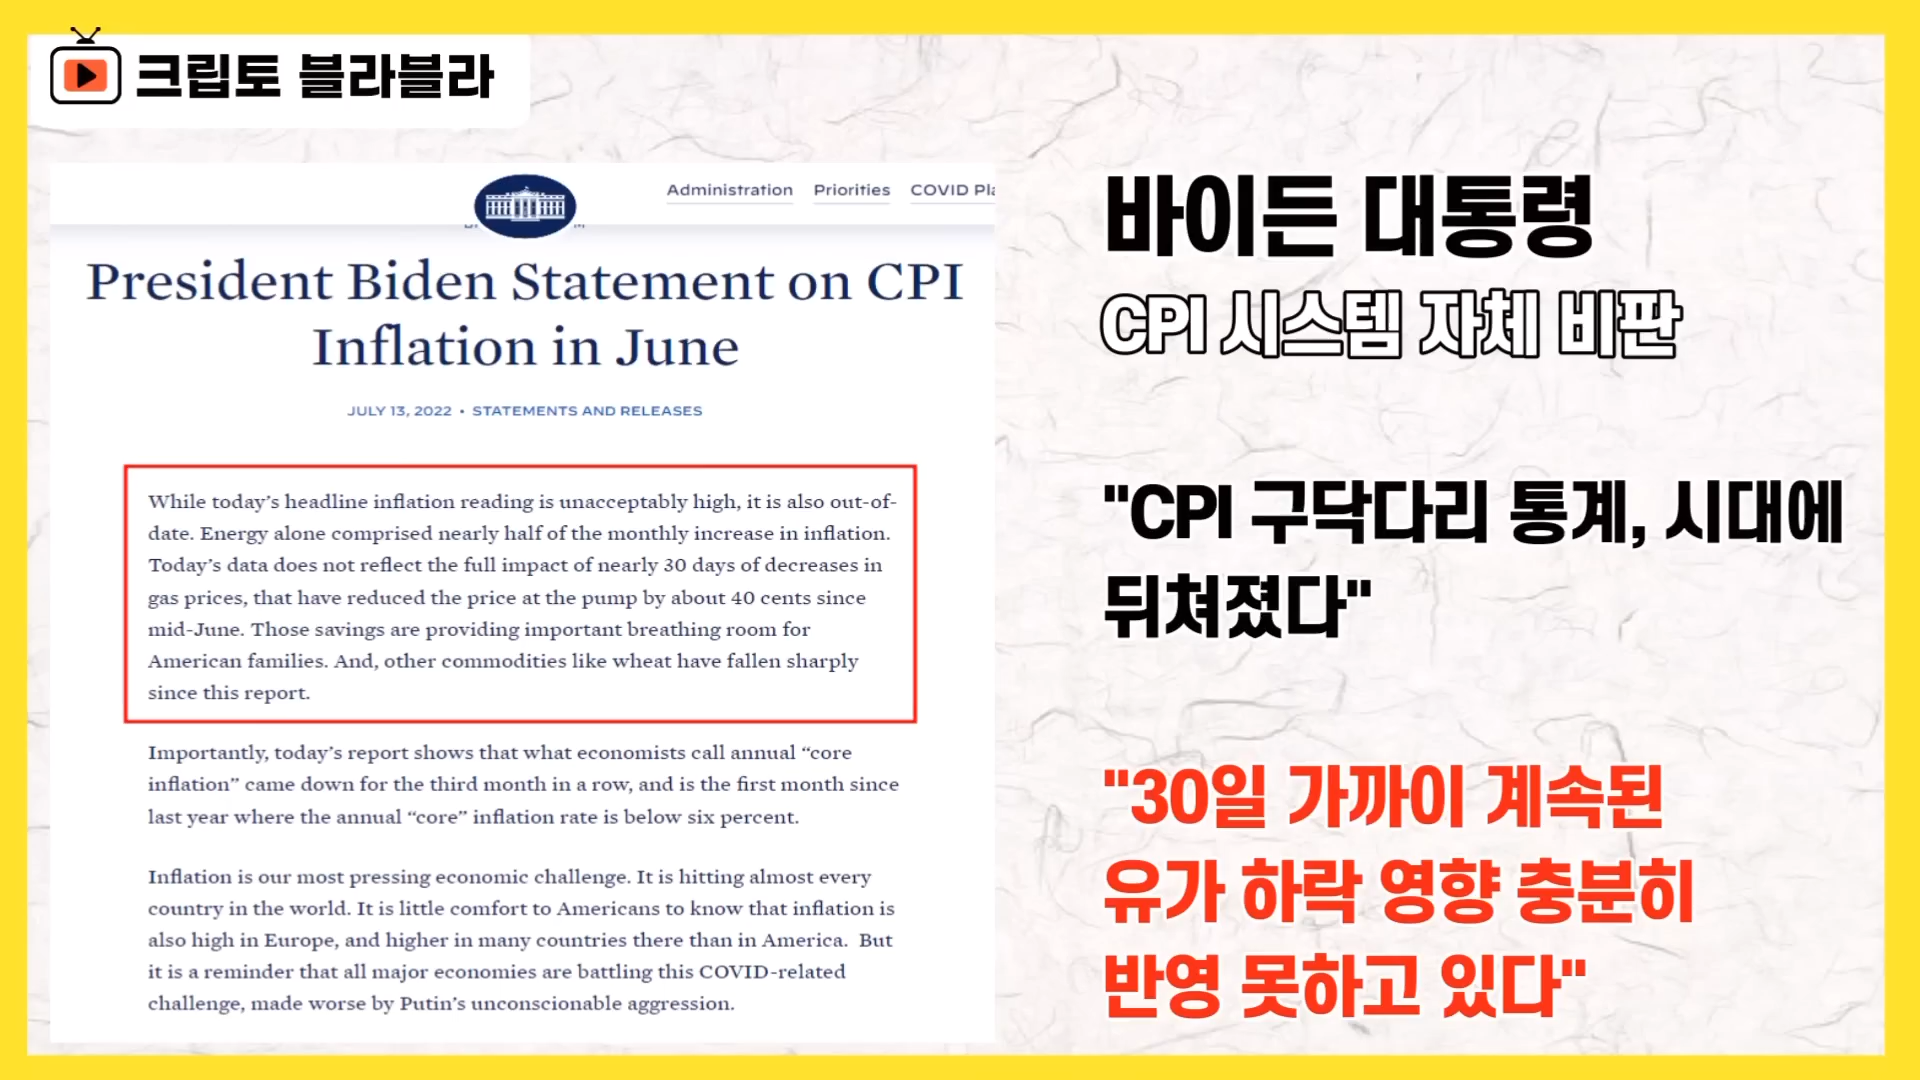 크립토 블라블라
Administration Priorities COVID Pla
President Biden Statement on CPI
Inflation in June
JULY 13, 2022 • STATEMENTS AND RELEASES
While today’s headline inflation reading is unacceptably high, it is also out-of-
date. Energy alone comprised nearly half of the monthly increase in inflation.
Today’s data does not reflect the full impact of nearly 30 days of decreases in
gas prices, that have reduced the price at the pump by about 40 cents since
mid-June. Those savings are providing important breathing room for
American families. And, other commodities like wheat have fallen sharply
since this report.
Importantly, today’s report shows that what economists call annual “core
inflation” came down for the third month in a row, and is the first month since
last year where the annual “core” inflation rate is below six percent.
Inflation is our most pressing economic challenge. It is hitting almost every
country in the world. It is little comfort to Americans to know that inflation is
also high in Europe, and higher in many countries there than in America. But
it is a reminder that all major economies are battling this COVID-related
challenge, made worse by Putin’s unconscionable aggression.
바이든 대통령
CPI 시스템 자체 비판
"CPI 구닥다리 통계, 시대에
뒤쳐졌다"
"30일 가까이 계속된
유가 하락 영향 충분히
반영 못하고 있다"